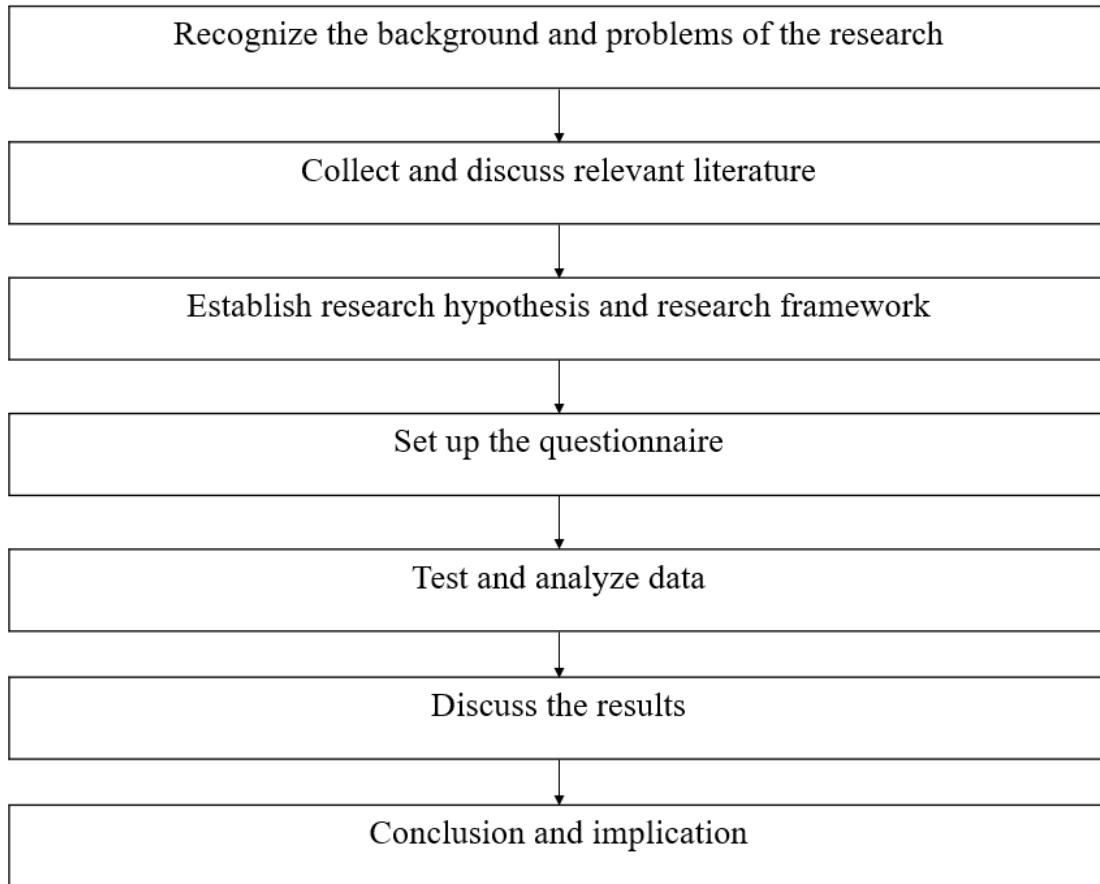 Recognize the background and problems of the research
Collect and discuss relevant literature
Establish research hypothesis and research framework
Set up the questionnaire
Test and analyze data
Discuss the results
Conclusion and implication